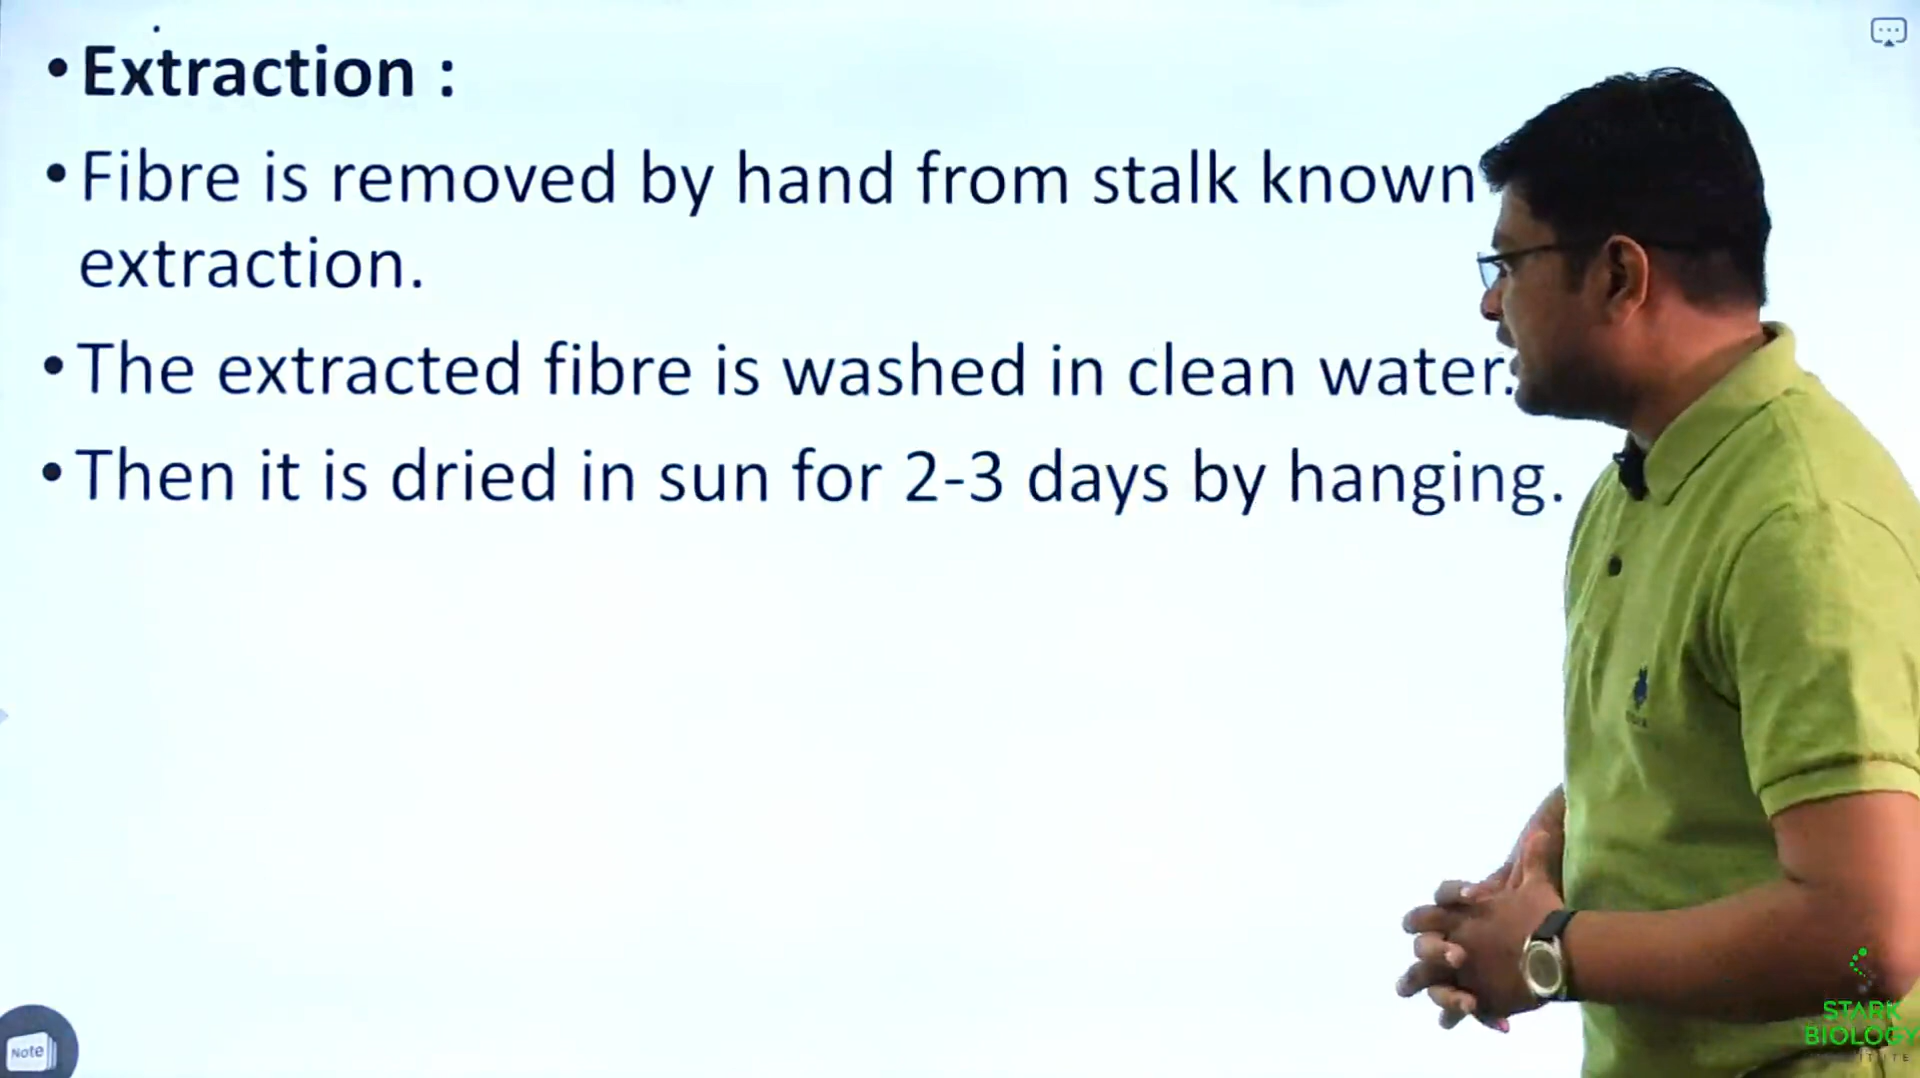 • Extraction :
• Fibre is removed by hand from stalk known
extraction.
• The extracted fibre is washed in clean water.
• Then it is dried in sun for 2-3 days by hanging.
Note
STARK
BIOLOGY